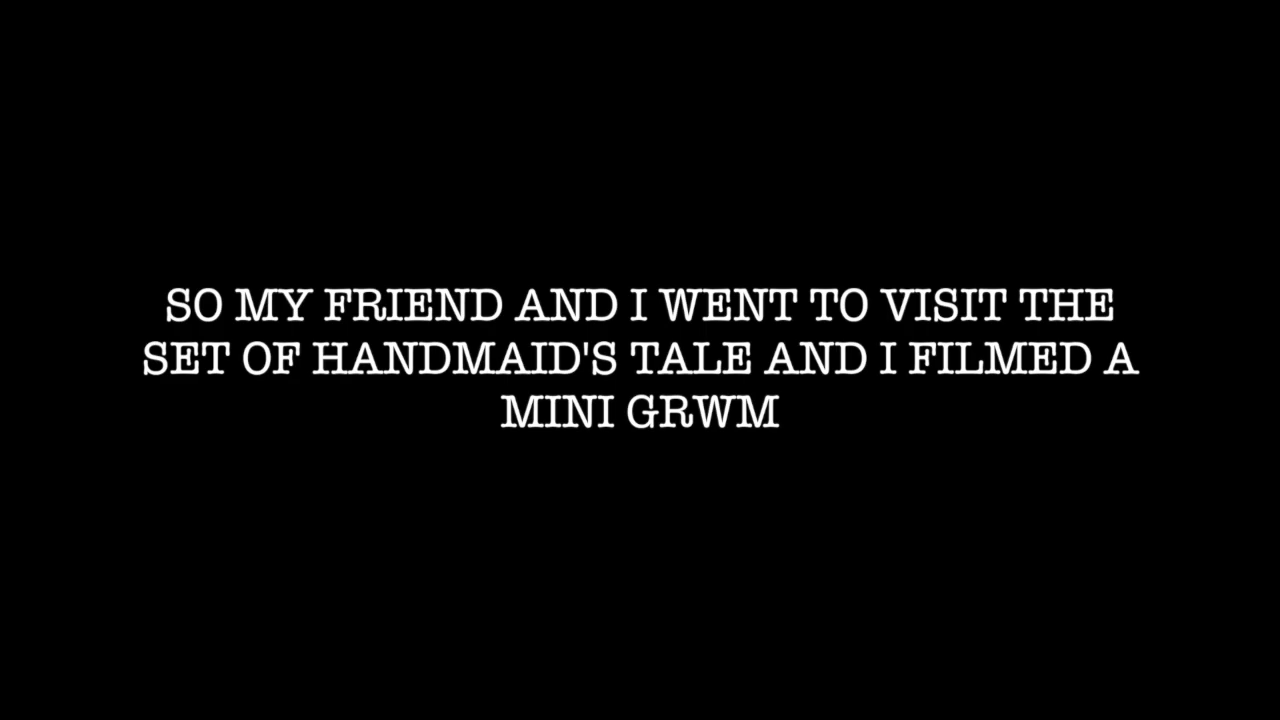 SO MY FRIEND AND I WENT TO VISIT THE
SET OF HANDMAID'S TALE AND I FILMED A
MINI GRWM